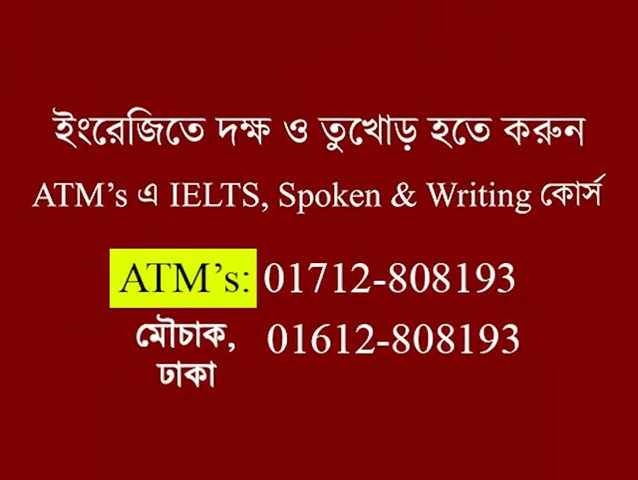 ইংরেজিতে দক্ষ ও তুখোড় হতে করুন
ATM’s এ IELTS, Spoken & Writing কোর্স
ATM’s: 01712-808193
মৌচাক, 01612-808193
ঢাকা